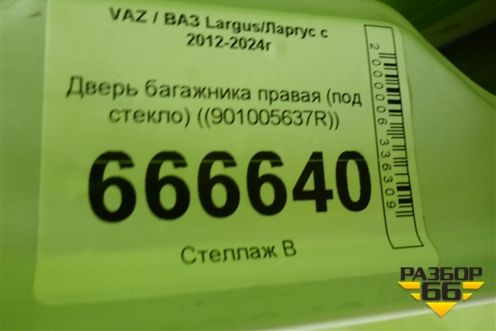 VAZ / ВАЗ Largus/Ларгус с
2012-2024г
Дверь багажника правая (под
стекло) ((901005637R))
666640
Стеллаж В
2000006336309
РАЗБОР
66